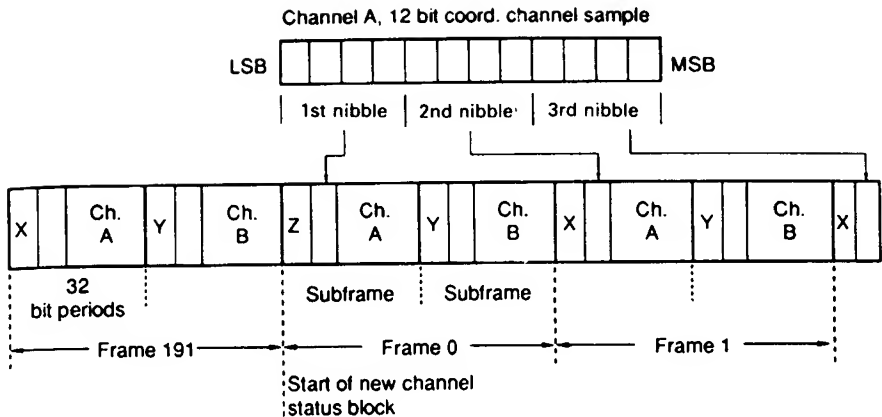 Channel A, 12 bit coord. channel sample
LSB MSB
1st nibble 2nd nibble 3rd nibble
X Ch. A Y Ch. B Z Ch. A Y Ch. B X Ch. A Y Ch. B X
32 bit periods
Subframe Subframe
Frame 191 Frame 0 Frame 1
Start of new channel
status block